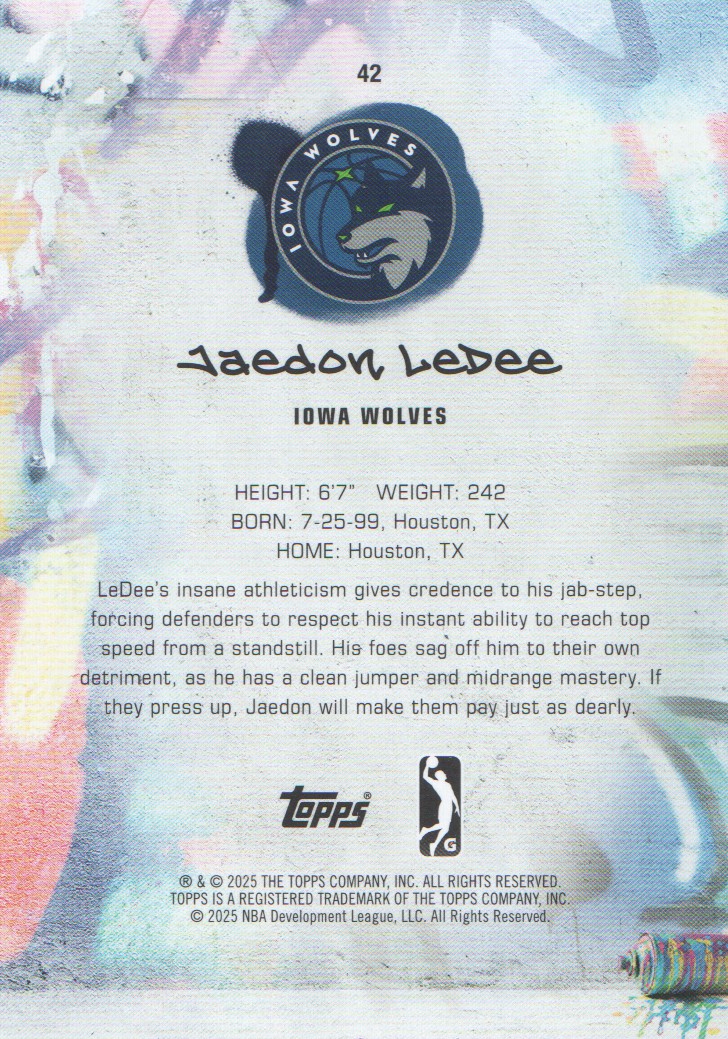 42
IOWA WOLVES
Jaedon LeDee
IOWA WOLVES
HEIGHT: 6'7" WEIGHT: 242
BORN: 7-25-99, Houston, TX
HOME: Houston, TX
LeDee's insane athleticism gives credence to his jab-step,
forcing defenders to respect his instant ability to reach top
speed from a standstill. His foes sag off him to their own
detriment, as he has a clean jumper and midrange mastery. If
they press up, Jaedon will make them pay just as dearly.
Topps®
G
® & © 2025 THE TOPPS COMPANY, INC. ALL RIGHTS RESERVED.
TOPPS IS A REGISTERED TRADEMARK OF THE TOPPS COMPANY, INC.
© 2025 NBA Development League, LLC. All Rights Reserved.